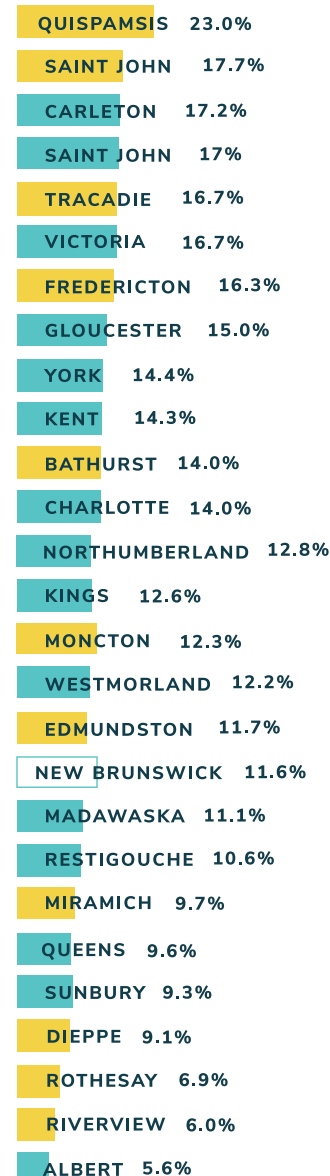 QUISPAMSIS 23.0%
SAINT JOHN 17.7%
CARLETON 17.2%
SAINT JOHN 17%
TRACADIE 16.7%
VICTORIA 16.7%
FREDERICTON 16.3%
GLOUCESTER 15.0%
YORK 14.4%
KENT 14.3%
BATHURST 14.0%
CHARLOTTE 14.0%
NORTHUMBERLAND 12.8%
KINGS 12.6%
MONCTON 12.3%
WESTMORLAND 12.2%
EDMUNDSTON 11.7%
NEW BRUNSWICK 11.6%
MADAWASKA 11.1%
RESTIGOUCHE 10.6%
MIRAMICH 9.7%
QUEENS 9.6%
SUNBURY 9.3%
DIEPPE 9.1%
ROTHESAY 6.9%
RIVERVIEW 6.0%
ALBERT 5.6%